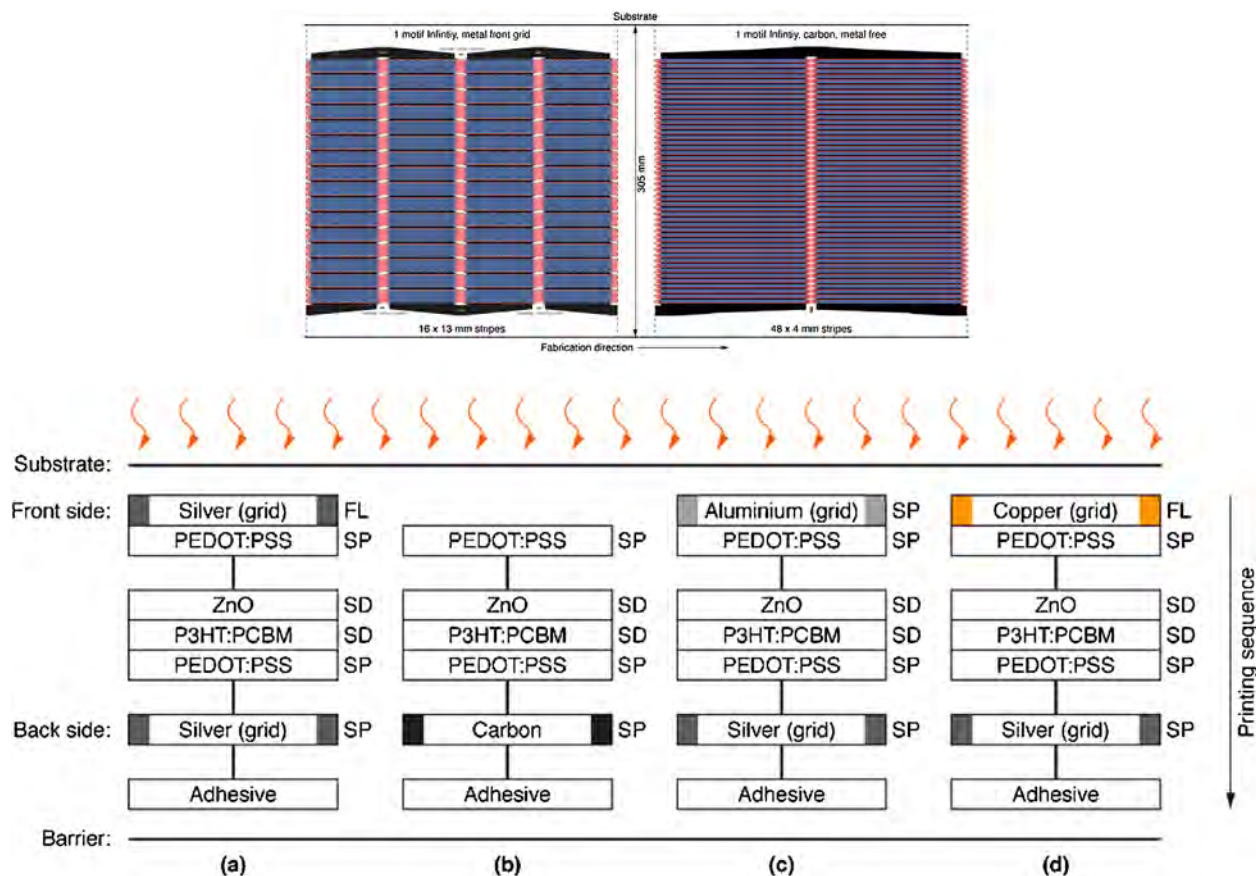 Substrate
1 motif Infintiy, metal front grid
1 motif Infintiy, carbon, metal free
305 mm
16 x 13 mm stripes
48 x 4 mm stripes
Fabrication direction
Substrate:
Front side: Silver (grid) FL Aluminium (grid) SP Copper (grid) FL
PEDOT:PSS SP PEDOT:PSS SP PEDOT:PSS SP PEDOT:PSS SP
ZnO SD ZnO SD ZnO SD ZnO SD
P3HT:PCBM SD P3HT:PCBM SD P3HT:PCBM SD P3HT:PCBM SD
PEDOT:PSS SP PEDOT:PSS SP PEDOT:PSS SP PEDOT:PSS SP
Back side: Silver (grid) SP Carbon SP Silver (grid) SP Silver (grid) SP
Adhesive Adhesive Adhesive Adhesive
Barrier:
(a) (b) (c) (d)
Printing sequence